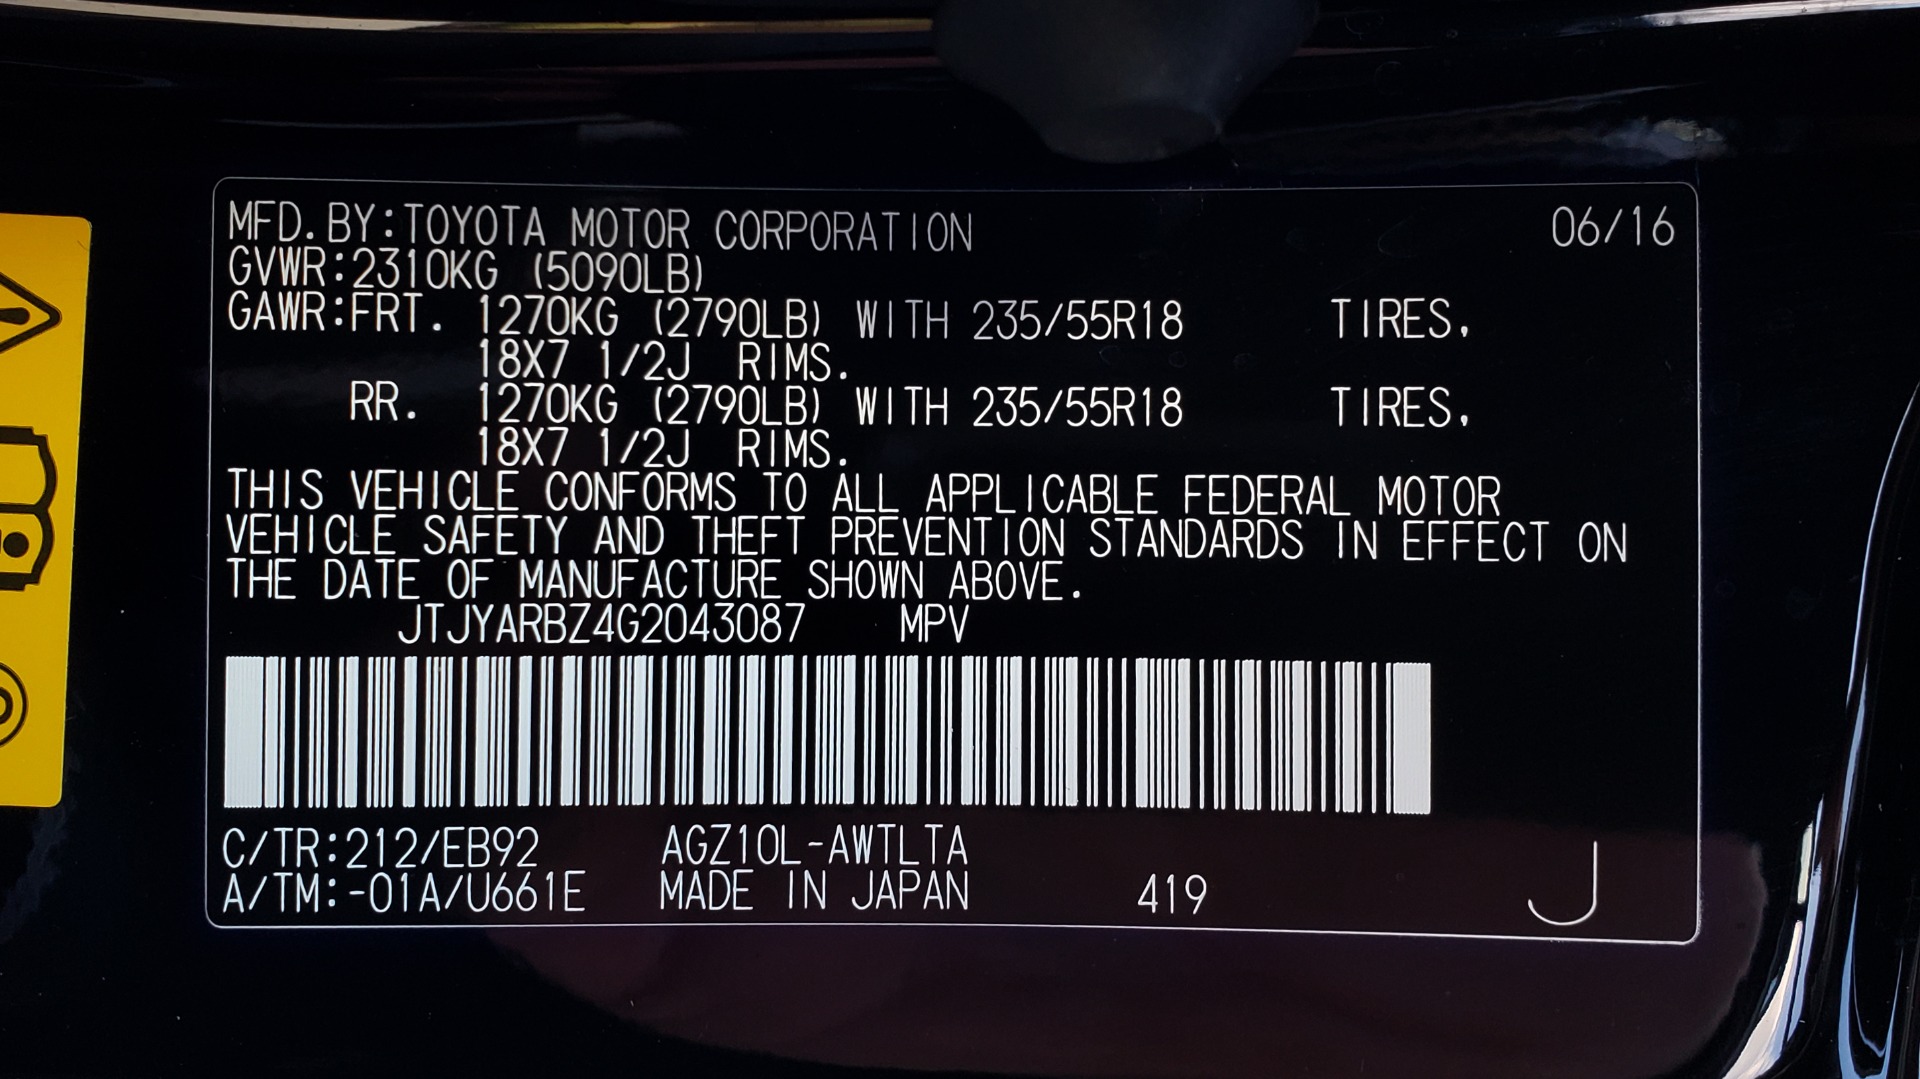 MFD.BY:TOYOTA MOTOR CORPORATION 06/16
GVWR:2310KG (5090LB)
GAWR:FRT. 1270KG (2790LB) WITH 235/55R18 TIRES,
18X7 1/2J RIMS.
RR. 1270KG (2790LB) WITH 235/55R18 TIRES,
18X7 1/2J RIMS.
THIS VEHICLE CONFORMS TO ALL APPLICABLE FEDERAL MOTOR
VEHICLE SAFETY AND THEFT PREVENTION STANDARDS IN EFFECT ON
THE DATE OF MANUFACTURE SHOWN ABOVE.
JTJYARBZ4G2043087 MPV
C/TR:212/EB92 AGZ10L-AWTLTA
A/TM:-01A/U661E MADE IN JAPAN 419 J